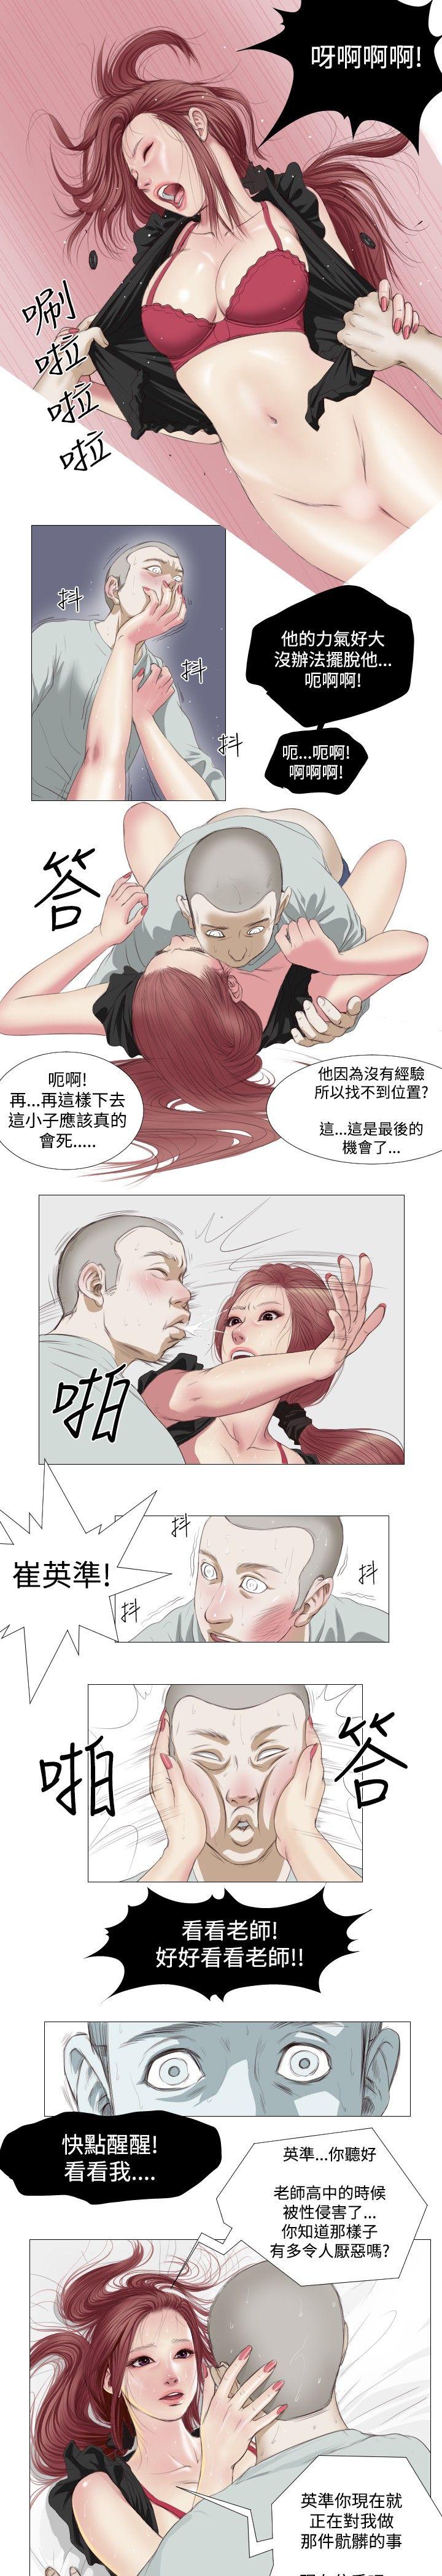 呀啊啊啊!
唰
啦
啦
啦
抖
抖
抖
他的力氣好大
沒辦法擺脫他...
呃啊啊!
呃...呃啊!
啊啊啊!
答
呃啊!
再...再這樣下去
這小子應該真的
會死.....
他因為沒有經驗
所以找不到位置?
這...這是最後的
機會了...
啪
崔英準!
抖
抖
抖
啪
答
看看老師!
好好看看老師!!
快點醒醒!
看看我....
英準...你聽好
老師高中的時候
被性侵害了...
你知道那樣子
有多令人厭惡嗎?
英準你現在就
正在對我做
那件骯髒的事